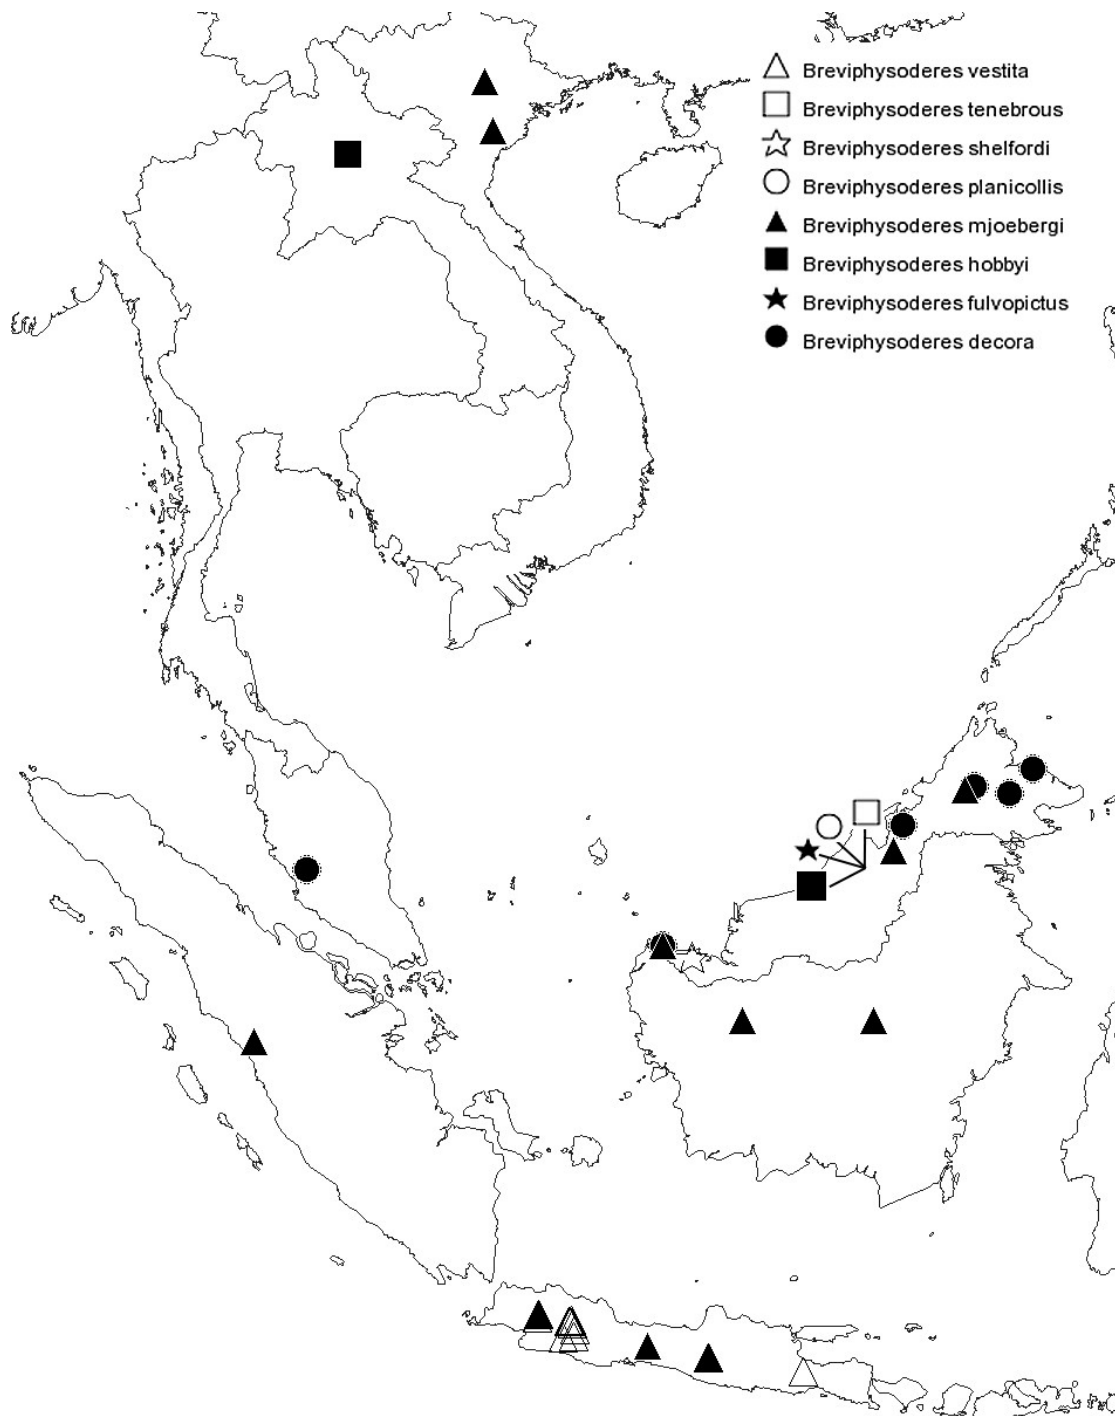 Breviphysoderes vestita
Breviphysoderes tenebrous
Breviphysoderes shelfordi
Breviphysoderes planicollis
Breviphysoderes mjoebergi
Breviphysoderes hobbyi
Breviphysoderes fulvopictus
Breviphysoderes decora